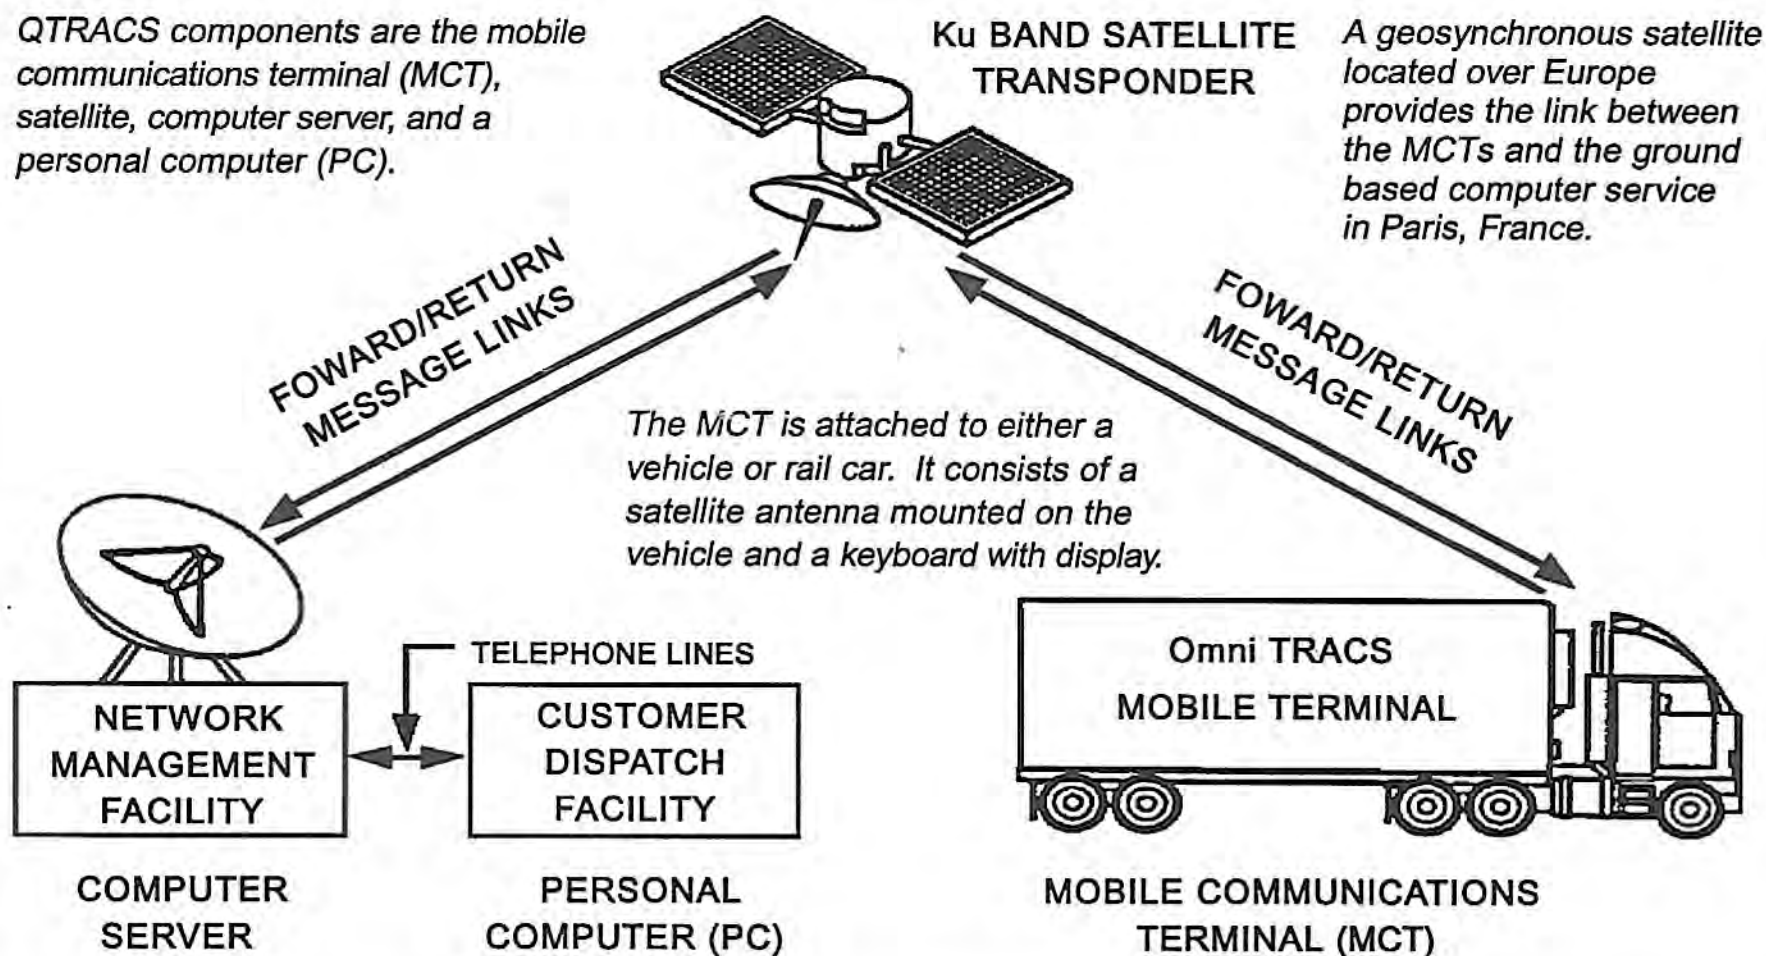 QTRACS components are the mobile
communications terminal (MCT),
satellite, computer server, and a
personal computer (PC).
Ku BAND SATELLITE
TRANSPONDER
A geosynchronous satellite
located over Europe
provides the link between
the MCTs and the ground
based computer service
in Paris, France.
FOWARD/RETURN
MESSAGE LINKS
FOWARD/RETURN
MESSAGE LINKS
The MCT is attached to either a
vehicle or rail car. It consists of a
satellite antenna mounted on the
vehicle and a keyboard with display.
TELEPHONE LINES
NETWORK
MANAGEMENT
FACILITY
CUSTOMER
DISPATCH
FACILITY
Omni TRACS
MOBILE TERMINAL
COMPUTER
SERVER
PERSONAL
COMPUTER (PC)
MOBILE COMMUNICATIONS
TERMINAL (MCT)